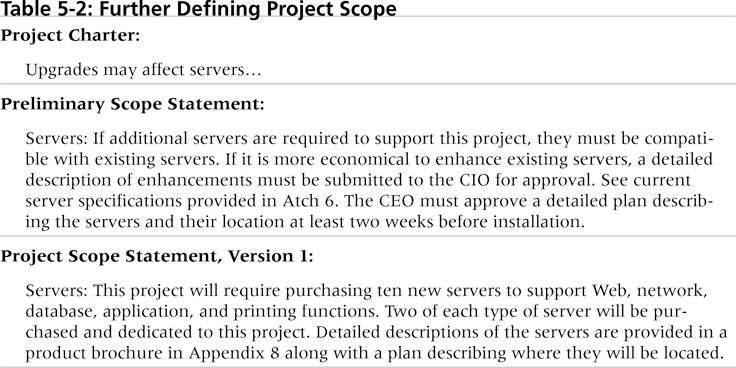 Table 5-2: Further Defining Project Scope
Project Charter:
Upgrades may affect servers…
Preliminary Scope Statement:
Servers: If additional servers are required to support this project, they must be compati-
ble with existing servers. If it is more economical to enhance existing servers, a detailed
description of enhancements must be submitted to the CIO for approval. See current
server specifications provided in Atch 6. The CEO must approve a detailed plan describ-
ing the servers and their location at least two weeks before installation.
Project Scope Statement, Version 1:
Servers: This project will require purchasing ten new servers to support Web, network,
database, application, and printing functions. Two of each type of server will be pur-
chased and dedicated to this project. Detailed descriptions of the servers are provided in a
product brochure in Appendix 8 along with a plan describing where they will be located.